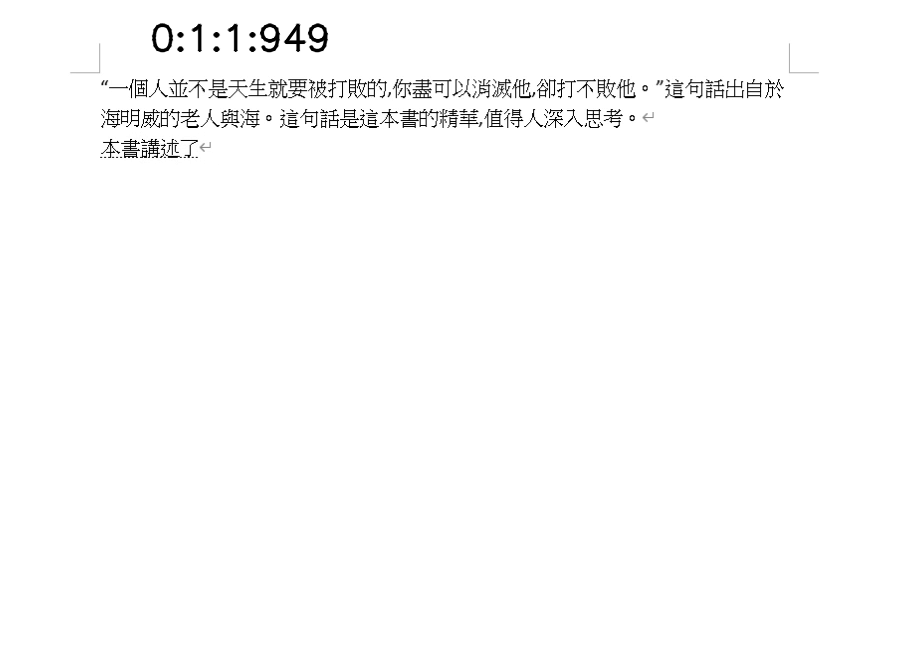 0:1:1:949
“一個人並不是天生就要被打敗的,你盡可以消滅他,卻打不敗他。”這句話出自於
海明威的老人與海。這句話是這本書的精華,值得人深入思考。
本書講述了